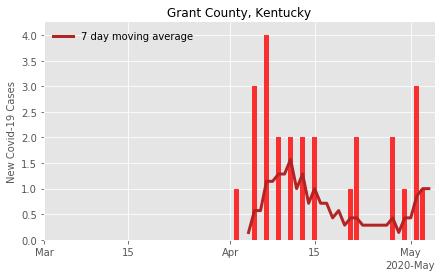 Grant County, Kentucky
7 day moving average
New Covid-19 Cases
4.0
3.5
3.0
2.5
2.0
1.5
1.0
0.5
0.0
Mar
15
Apr
15
May
2020-May